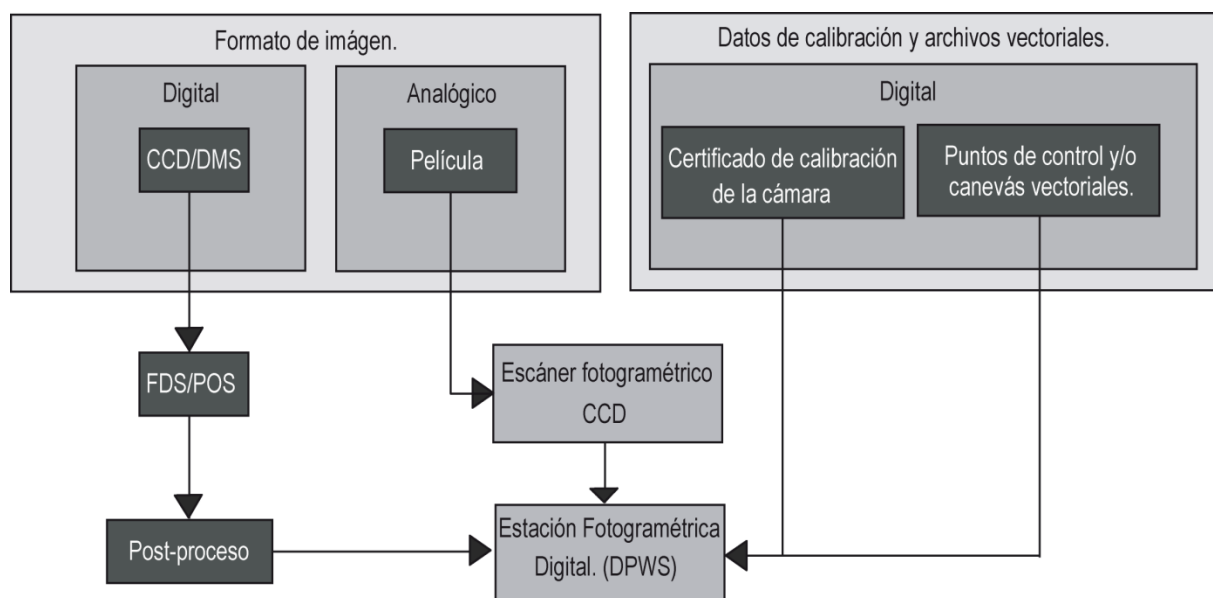 Formato de imágen.
Digital
CCD/DMS
Analógico
Película
Datos de calibración y archivos vectoriales.
Digital
Certificado de calibración
de la cámara
Puntos de control y/o
canevás vectoriales.
FDS/POS
Escáner fotogramétrico
CCD
Post-proceso
Estación Fotogramétrica
Digital. (DPWS)